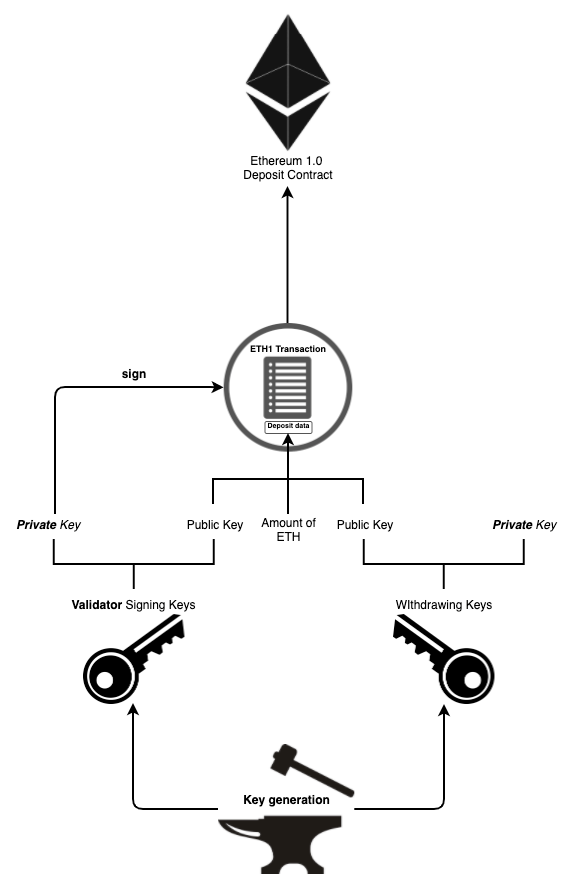 Ethereum 1.0
Deposit Contract
ETH1 Transaction
Deposit data
sign
Private Key
Public Key
Amount of
ETH
Public Key
Private Key
Validator Signing Keys
WIthdrawing Keys
Key generation